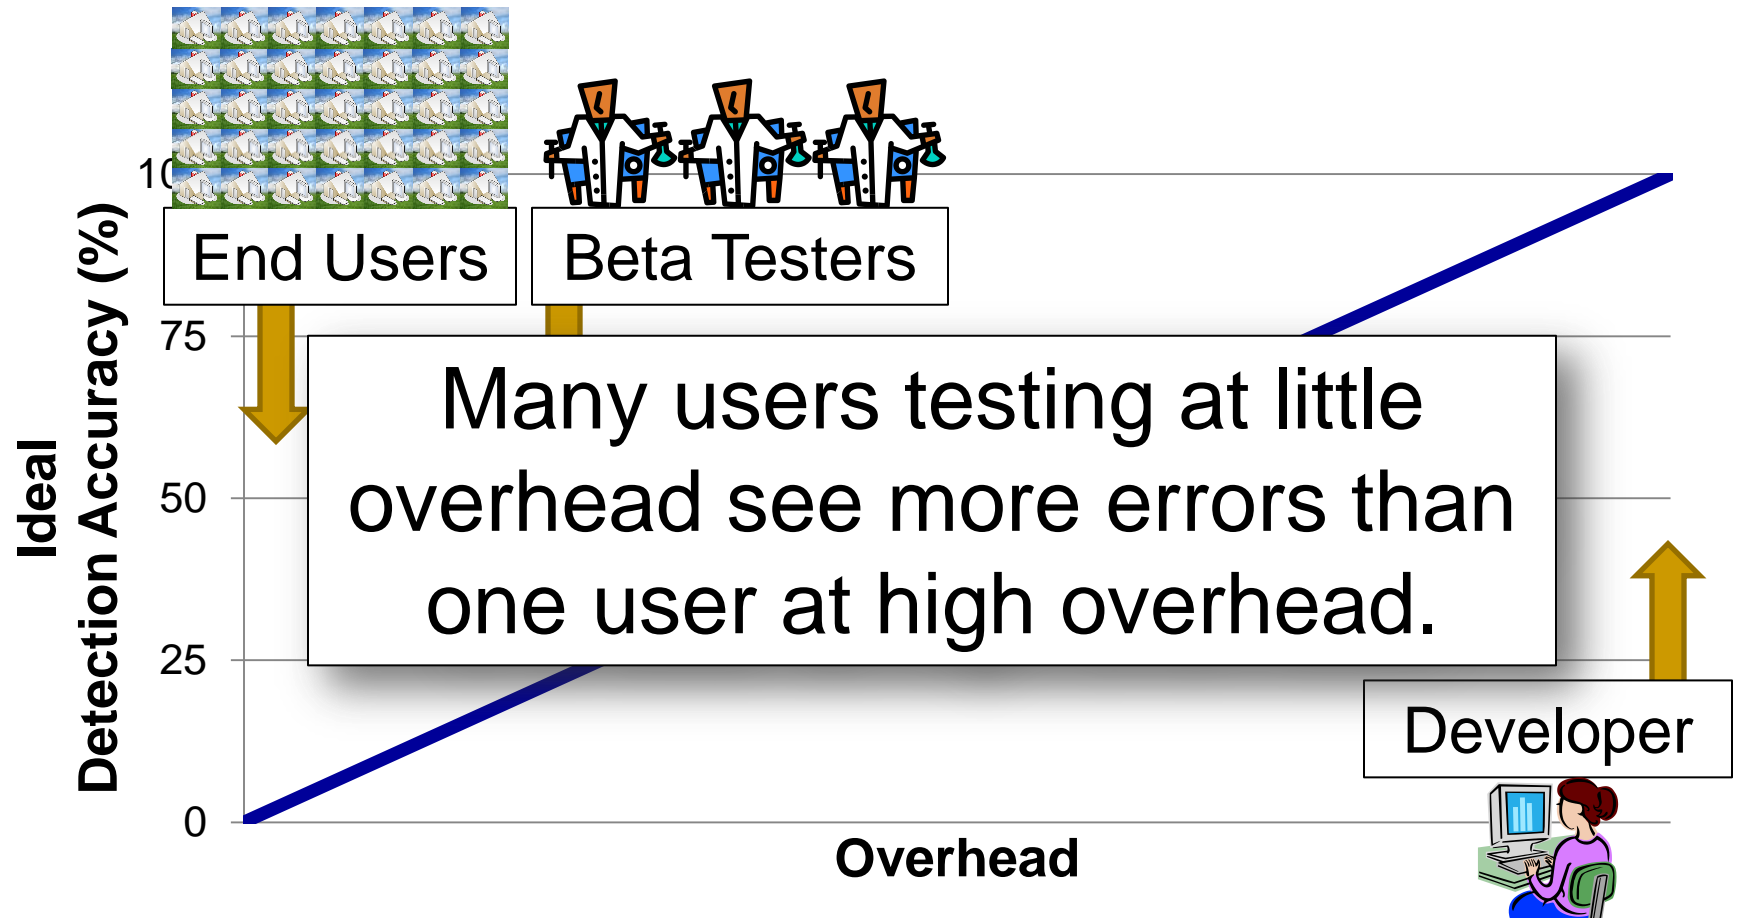 End Users
Beta Testers
Ideal
Detection Accuracy (%)
75
50
25
0
Many users testing at little
overhead see more errors than
one user at high overhead.
Developer
Overhead